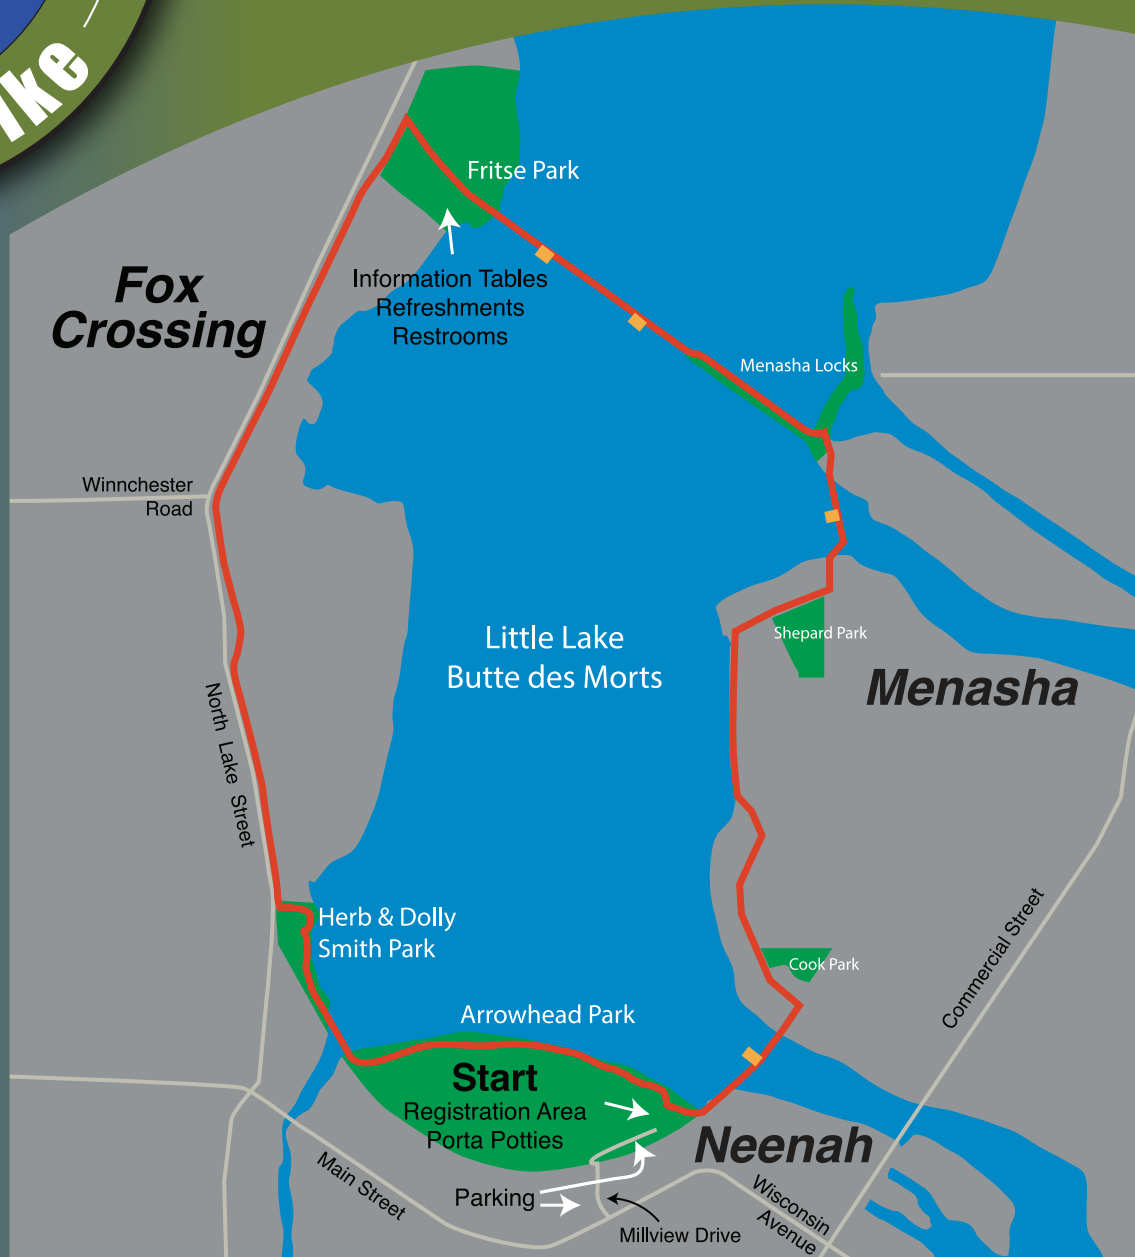 Fritse Park
Information Tables
Refreshments
Restrooms
Fox
Crossing
Menasha Locks
Winnchester
Road
Little Lake
Butte des Morts
Shepard Park
Menasha
North Lake Street
Herb & Dolly
Smith Park
Cook Park
Commercial Street
Arrowhead Park
Start
Registration Area
Porta Potties
Neenah
Main Street
Parking
Wisconsin
Avenue
Millview Drive